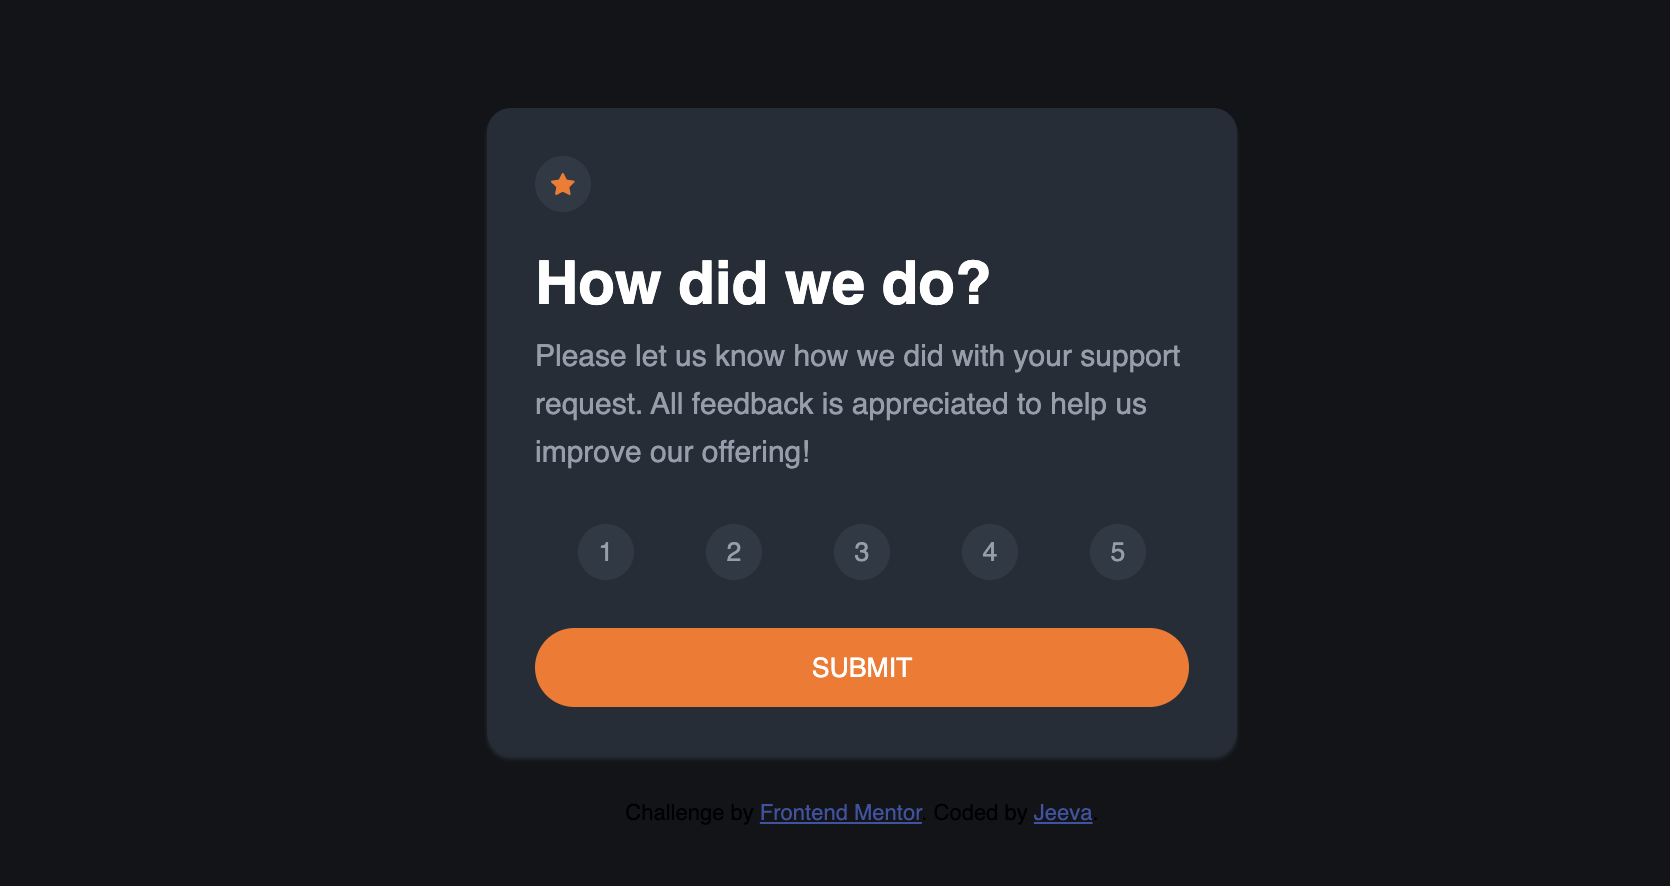 How did we do?
Please let us know how we did with your support
request. All feedback is appreciated to help us
improve our offering!
1 2 3 4 5
SUBMIT
Challenge by Frontend Mentor. Coded by Jeeva.